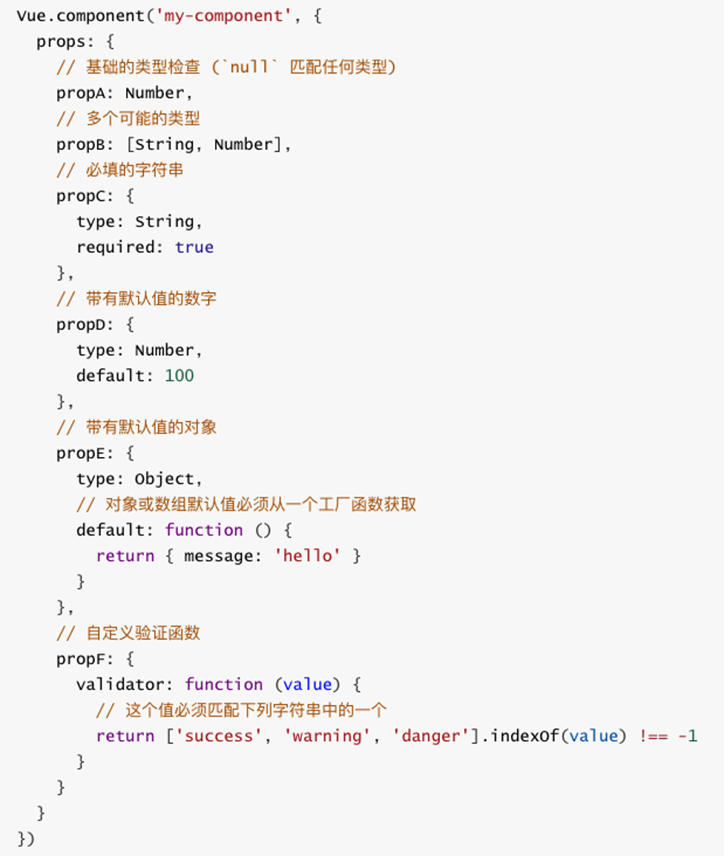 Vue.component('my-component', {
  props: {
    // 基础的类型检查 (`null` 匹配任何类型)
    propA: Number,
    // 多个可能的类型
    propB: [String, Number],
    // 必填的字符串
    propC: {
      type: String,
      required: true
    },
    // 带有默认值的数字
    propD: {
      type: Number,
      default: 100
    },
    // 带有默认值的对象
    propE: {
      type: Object,
      // 对象或数组默认值必须从一个工厂函数获取
      default: function () {
        return { message: 'hello' }
      }
    },
    // 自定义验证函数
    propF: {
      validator: function (value) {
        // 这个值必须匹配下列字符串中的一个
        return ['success', 'warning', 'danger'].indexOf(value) !== -1
      }
    }
  }
})